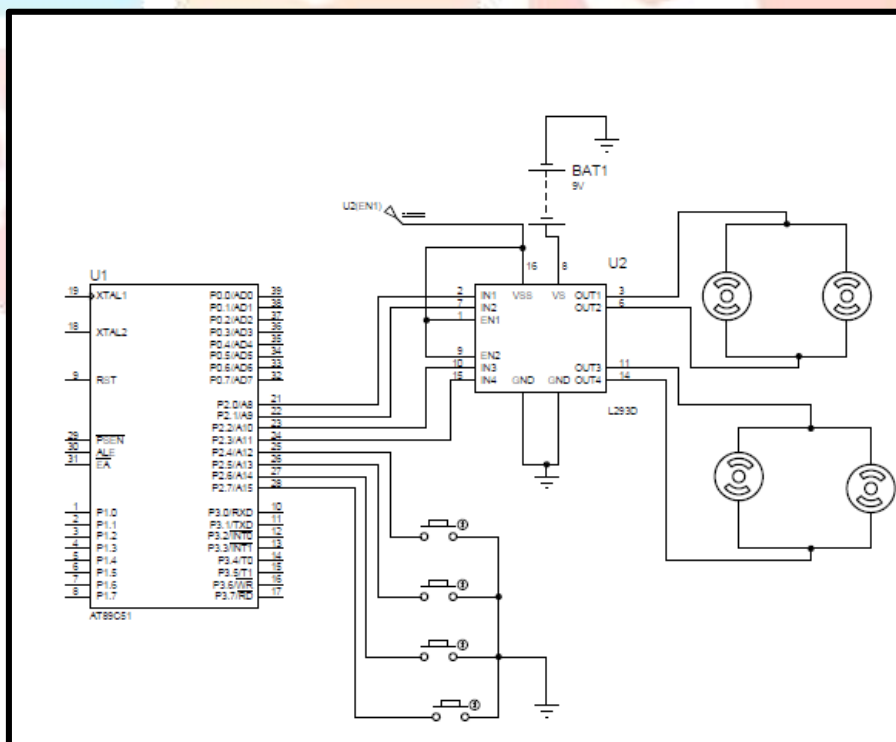 BAT1
9V
U2(EN1)
16
8
U2
U1
19
XTAL1
18
XTAL2
9
RST
29
PSEN
30
ALE
31
EA
1
P1.0
2
P1.1
3
P1.2
4
P1.3
5
P1.4
6
P1.5
7
P1.6
8
P1.7
P0.0/AD0
39
P0.1/AD1
38
P0.2/AD2
37
P0.3/AD3
36
P0.4/AD4
35
P0.5/AD5
34
P0.6/AD6
33
P0.7/AD7
32
P2.0/A8
21
P2.1/A9
22
P2.2/A10
23
P2.3/A11
24
P2.4/A12
25
P2.5/A13
26
P2.6/A14
27
P2.7/A15
28
P3.0/RXD
10
P3.1/TXD
11
P3.2/INT0
12
P3.3/INT1
13
P3.4/T0
14
P3.5/T1
15
P3.6/WR
16
P3.7/RD
17
AT89C51
2
IN1
7
IN2
1
EN1
9
EN2
10
IN3
15
IN4
VSS
VS
OUT1
3
OUT2
6
OUT3
11
OUT4
14
GND
GND
L293D